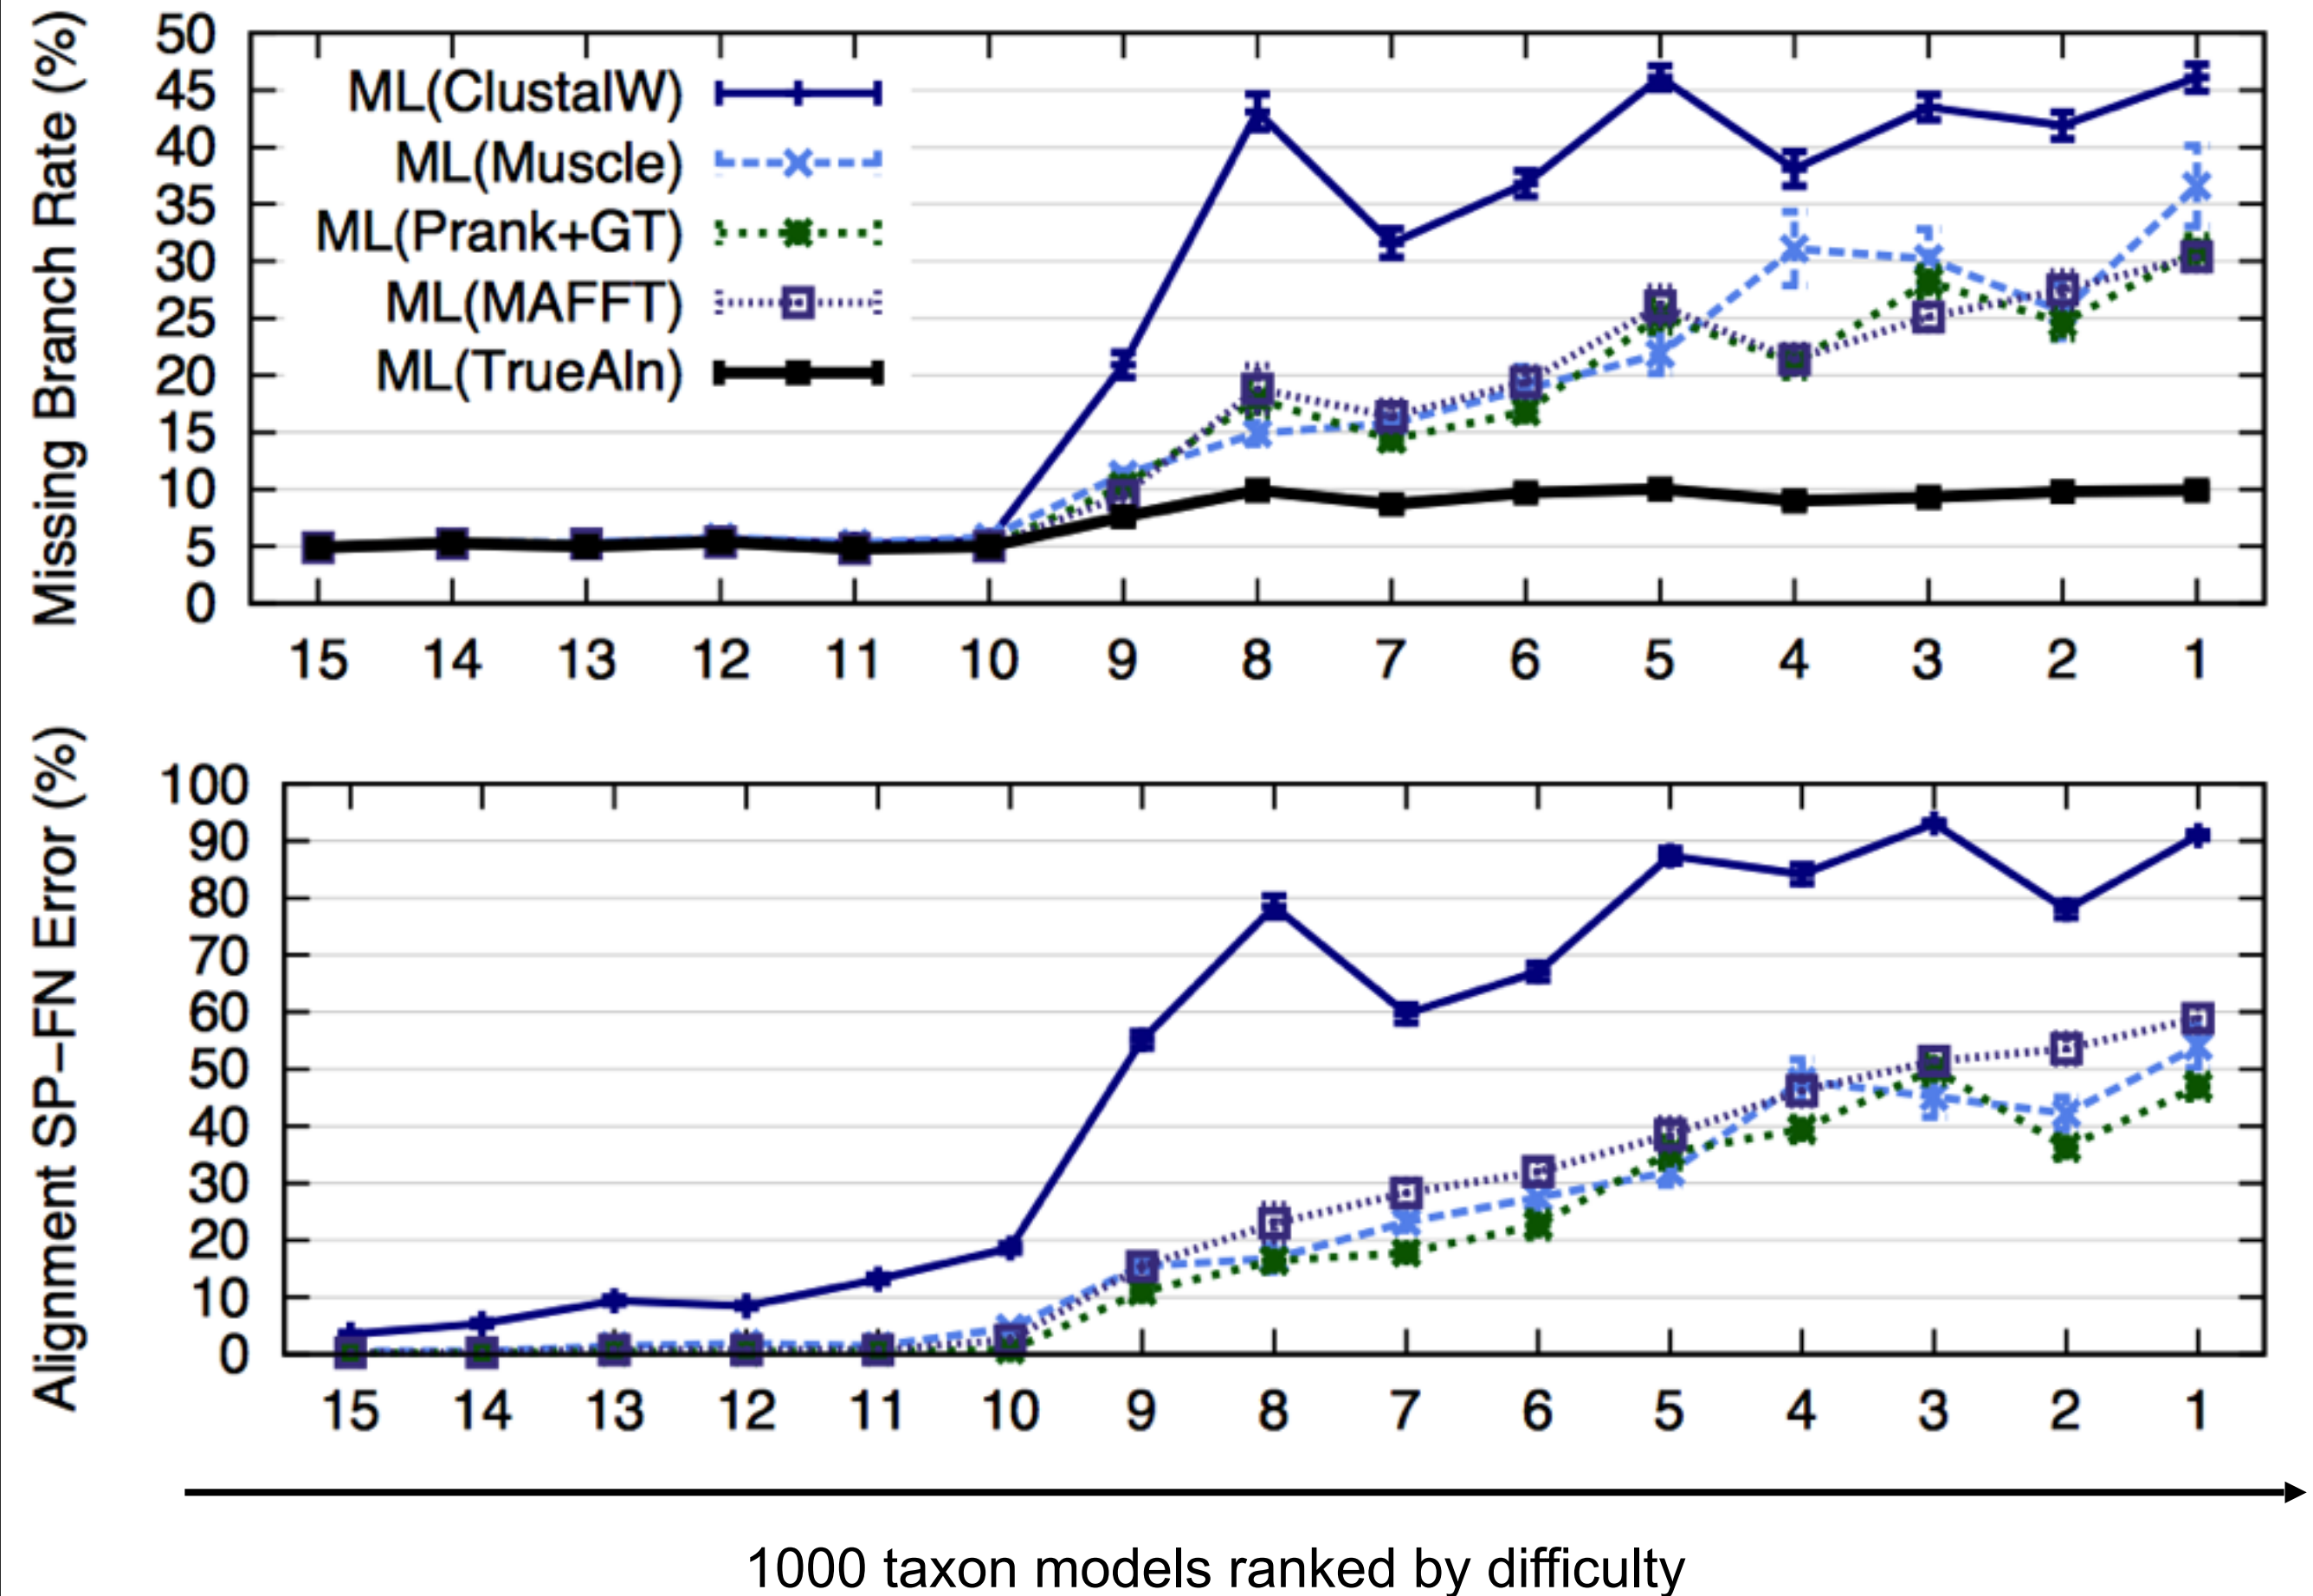 Missing Branch Rate (%)
50
45
40
35
30
25
20
15
10
5
0
ML(ClustalW)
ML(Muscle)
ML(Prank+GT)
ML(MAFFT)
ML(TrueAln)
15 14 13 12 11 10 9 8 7 6 5 4 3 2 1
Alignment SP-FN Error (%)
100
90
80
70
60
50
40
30
20
10
0
15 14 13 12 11 10 9 8 7 6 5 4 3 2 1
1000 taxon models ranked by difficulty